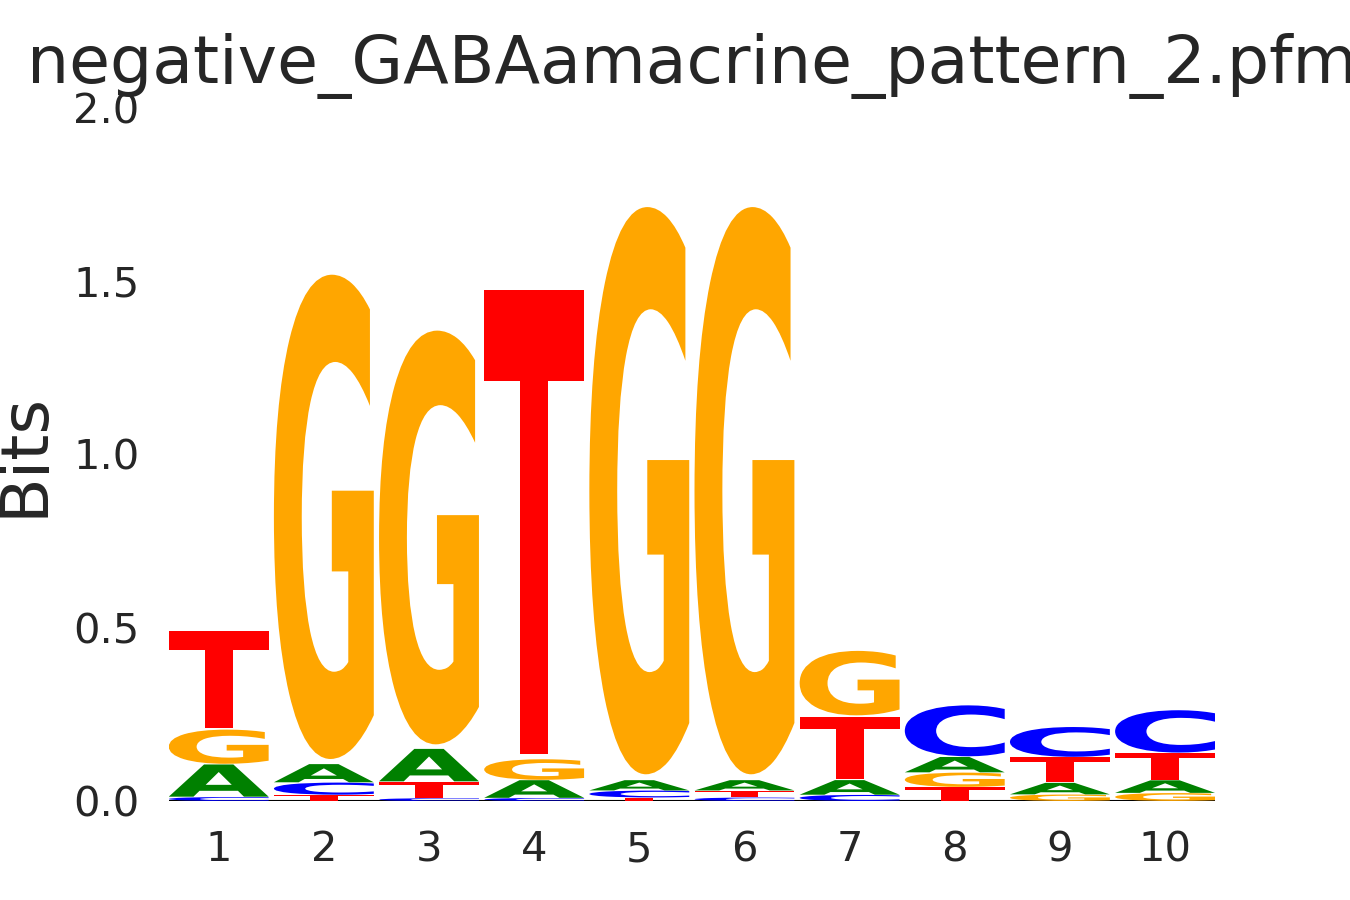 negative_GABAamacrine_pattern_2.pfm
2.0
1.5
1.0
0.5
0.0
Bits
T G G T G G G C C C
G A A G A A T A T T
A C T A C T A G A A
C T C C T C C T G G
1 2 3 4 5 6 7 8 9 10